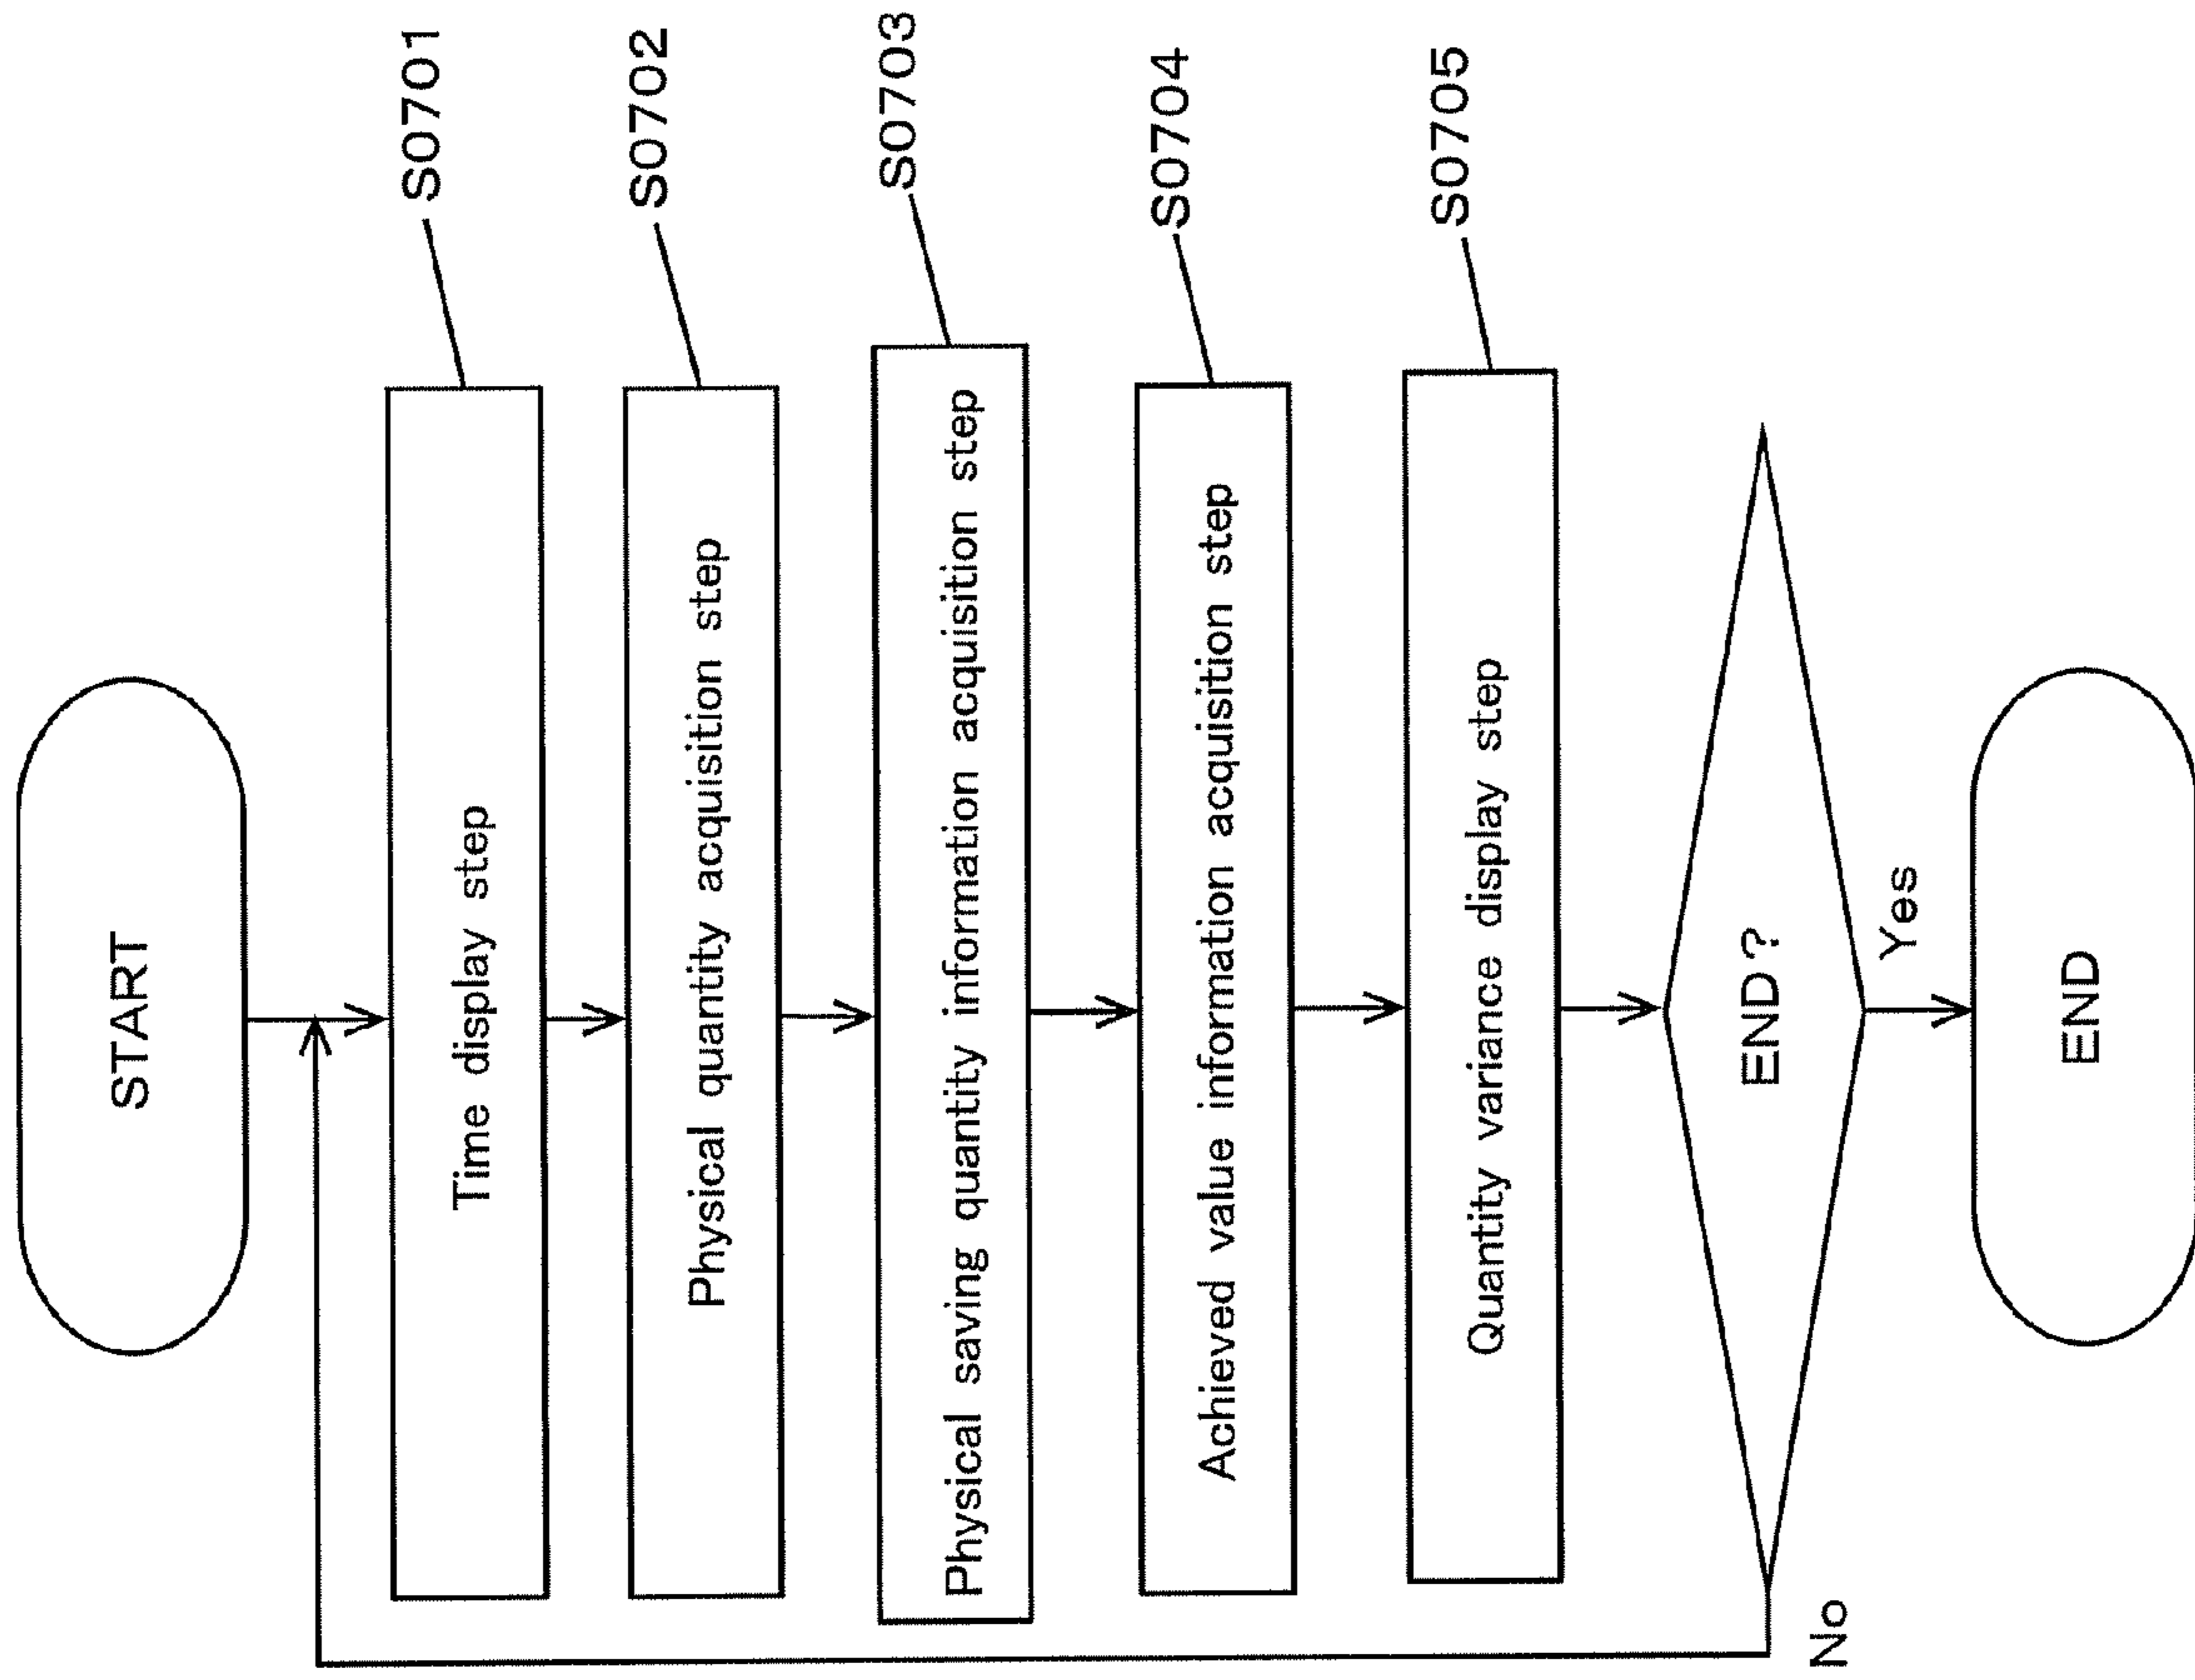 START
S0701
Time display step
S0702
Physical quantity acquisition step
S0703
Physical saving quantity information acquisition step
S0704
Achieved value information acquisition step
S0705
Quantity variance display step
END?
No
Yes
END